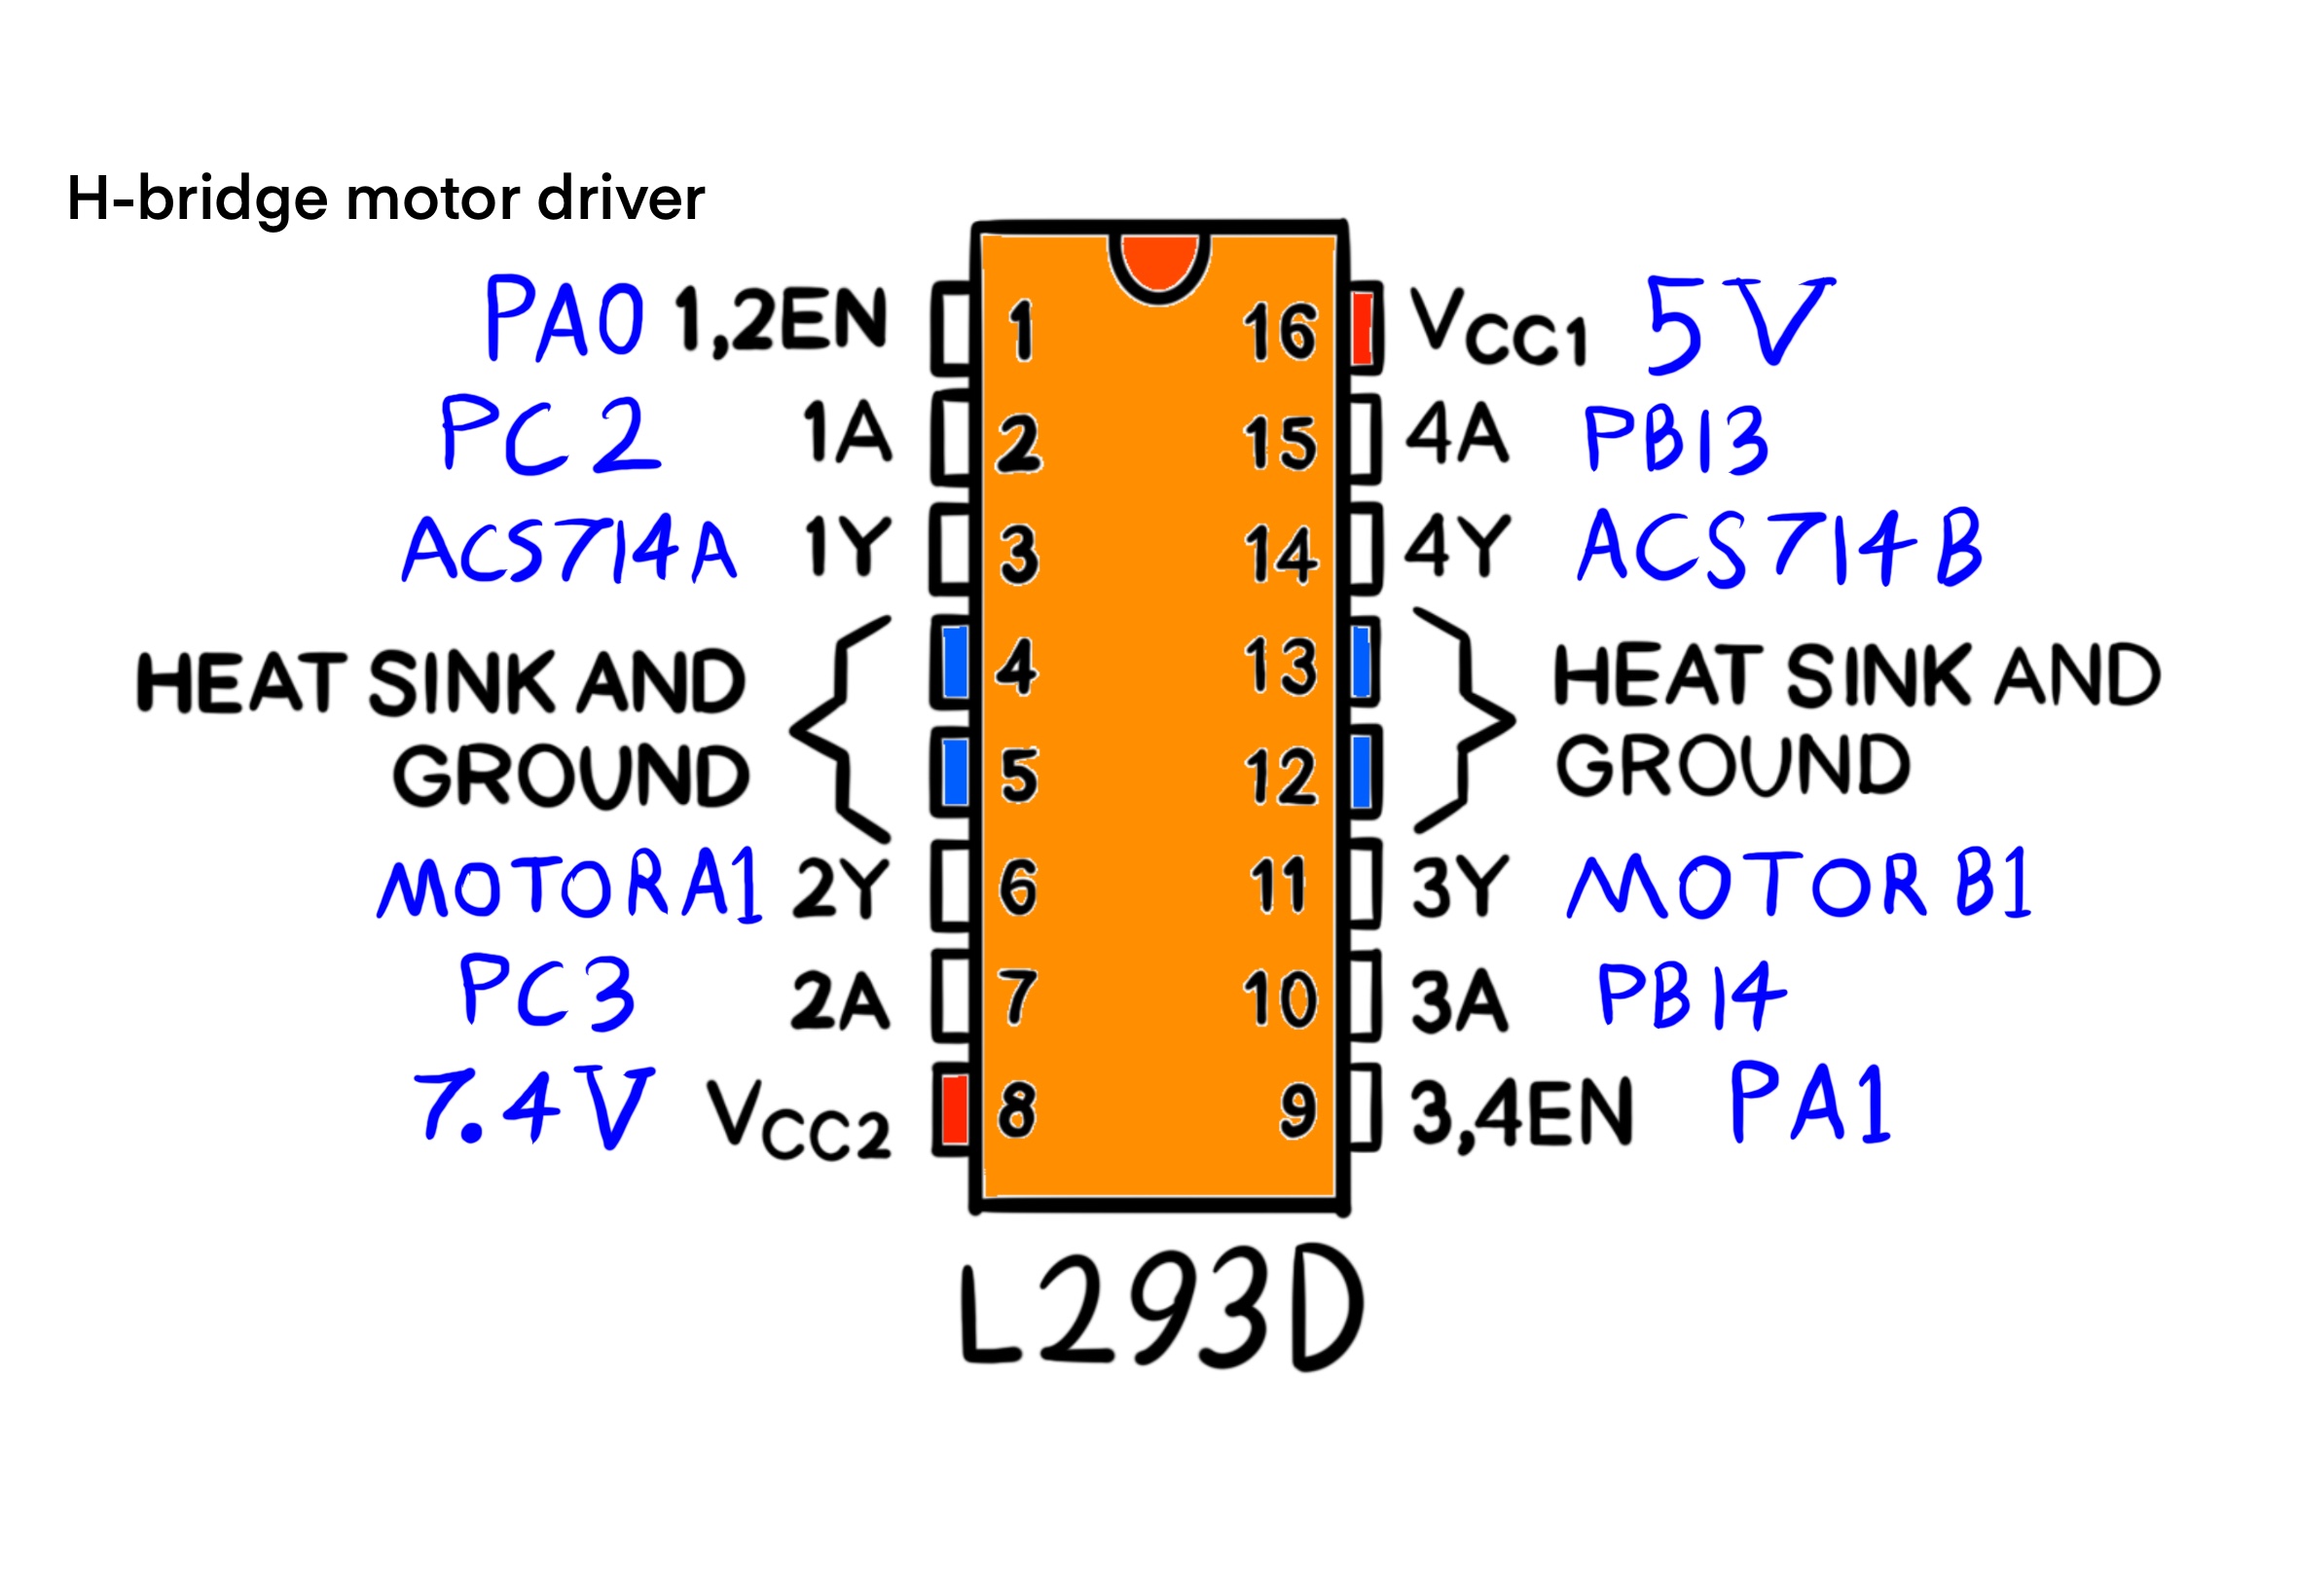 H-bridge motor driver
PA0 1,2EN 1 16 VCC1 5V
PC2 1A 2 15 4A PB13
ACS714A 1Y 3 14 4Y ACS714B
HEAT SINK AND 4 13 HEAT SINK AND
GROUND 5 12 GROUND
MOTORA1 2Y 6 11 3Y MOTOR B1
PC3 2A 7 10 3A PB14
7.4V VCC2 8 9 3,4EN PA1
L293D